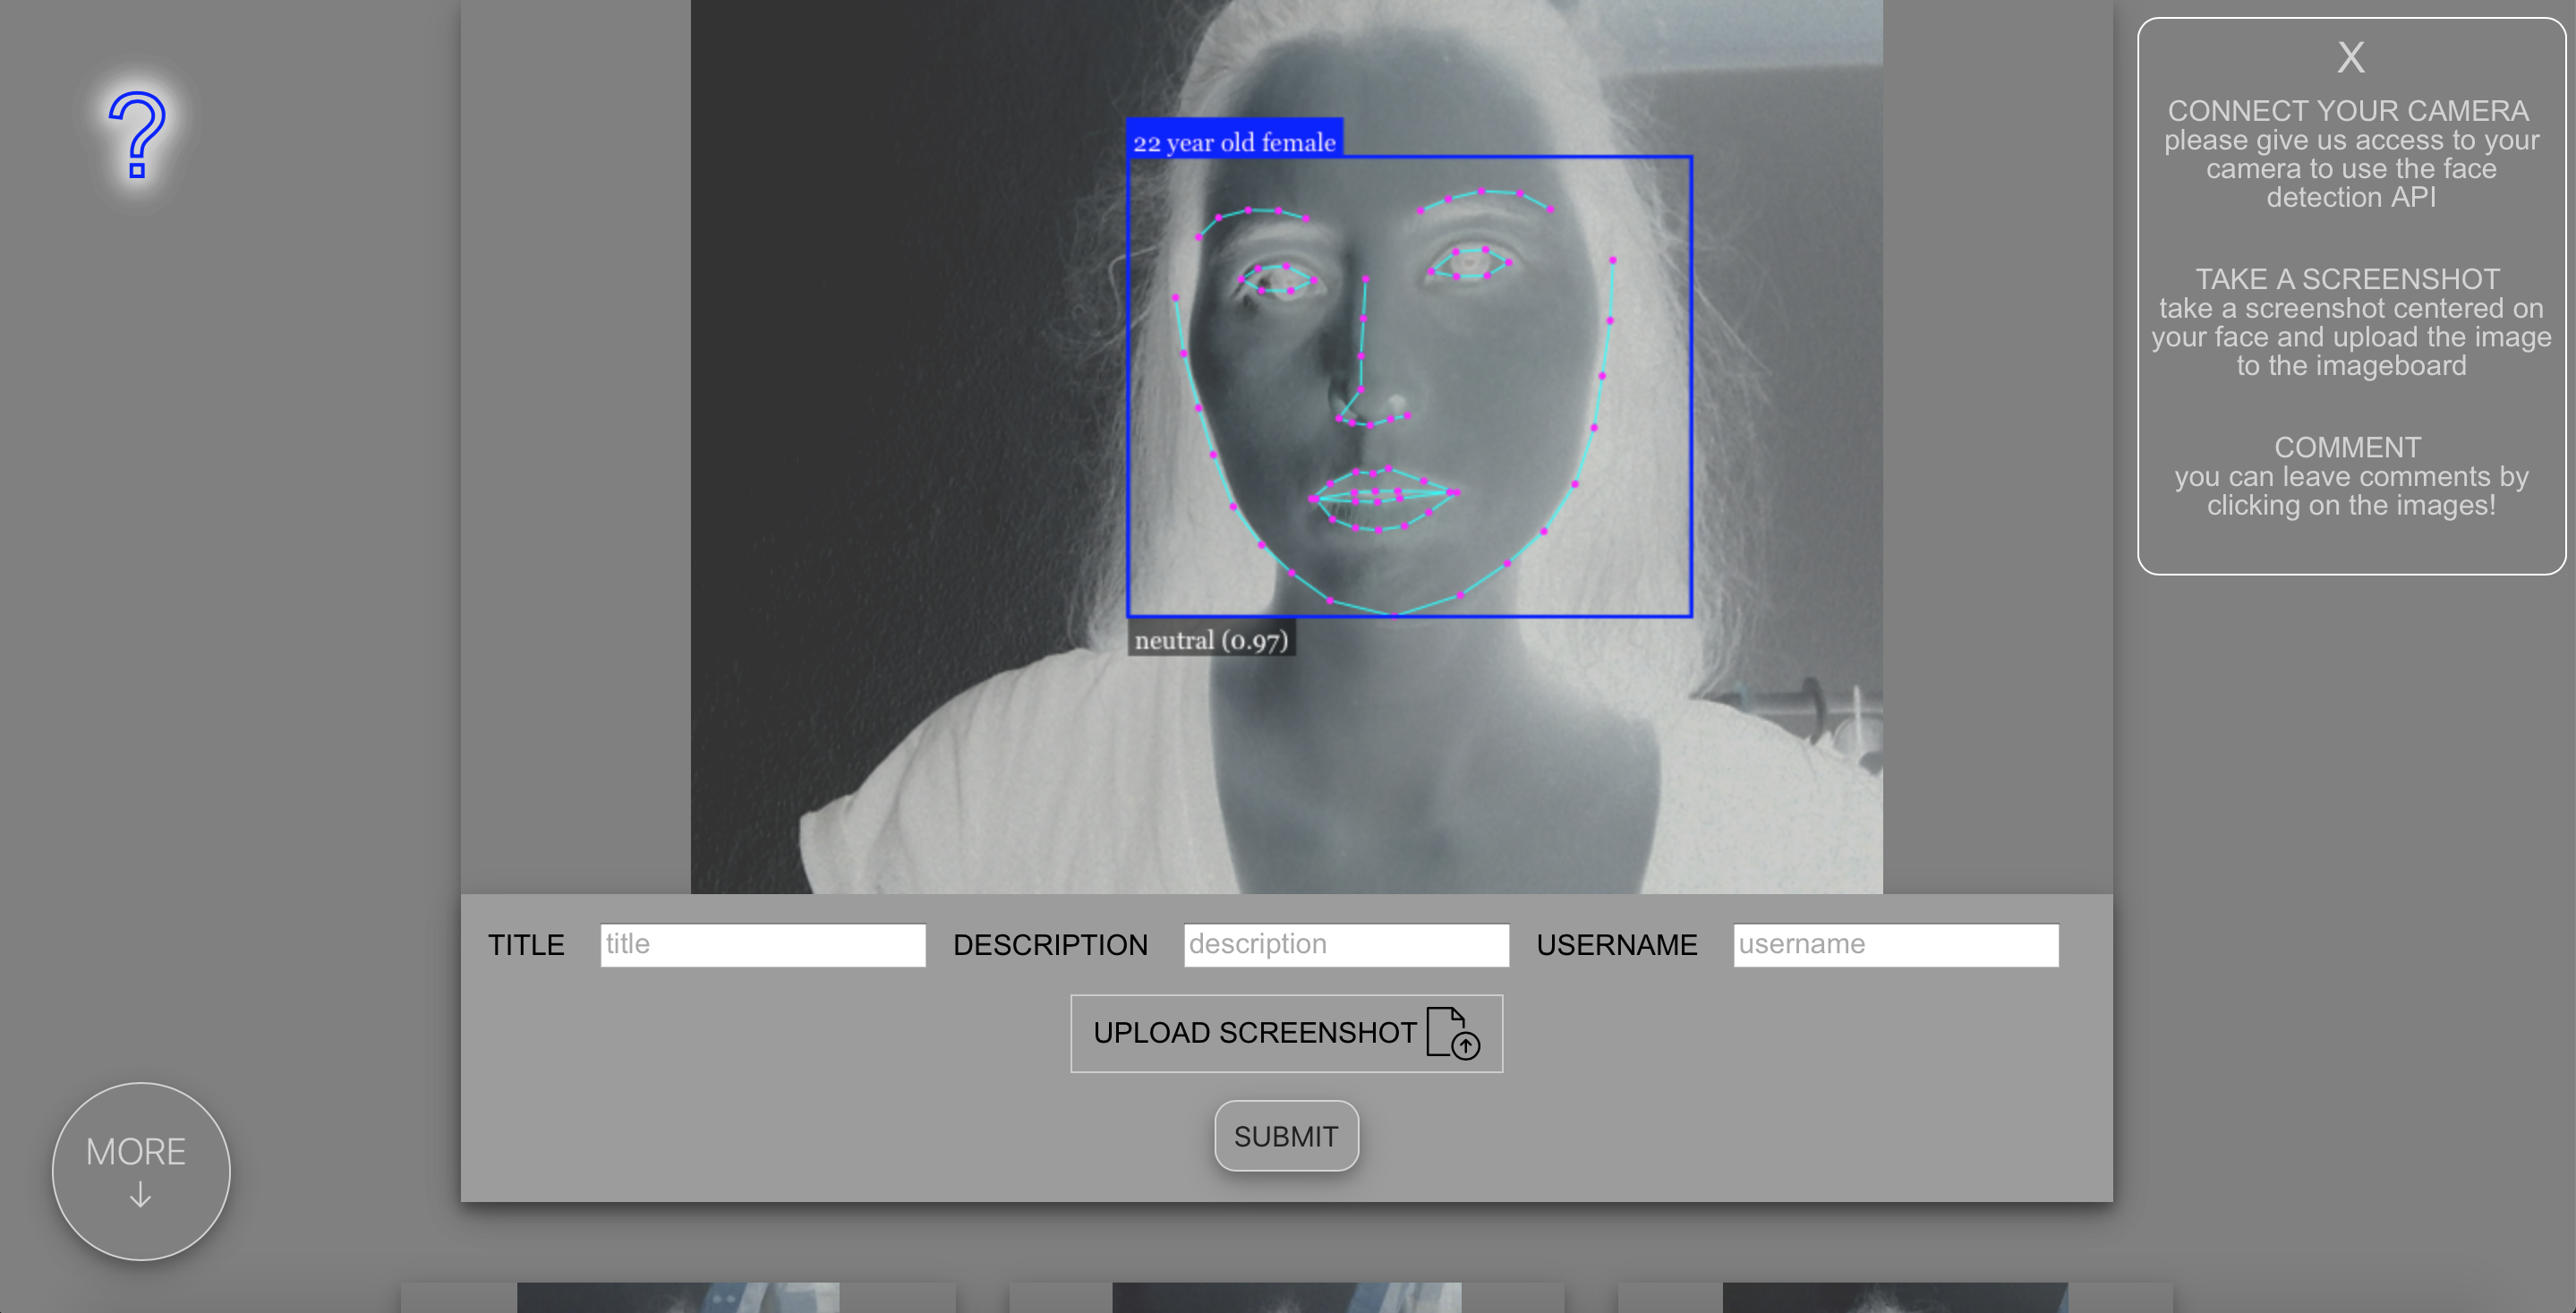 ?
22 year old female
neutral (0.97)
X
CONNECT YOUR CAMERA
please give us access to your
camera to use the face
detection API
TAKE A SCREENSHOT
take a screenshot centered on
your face and upload the image
to the imageboard
COMMENT
you can leave comments by
clicking on the images!
TITLE title DESCRIPTION description USERNAME username
UPLOAD SCREENSHOT
SUBMIT
MORE
↓